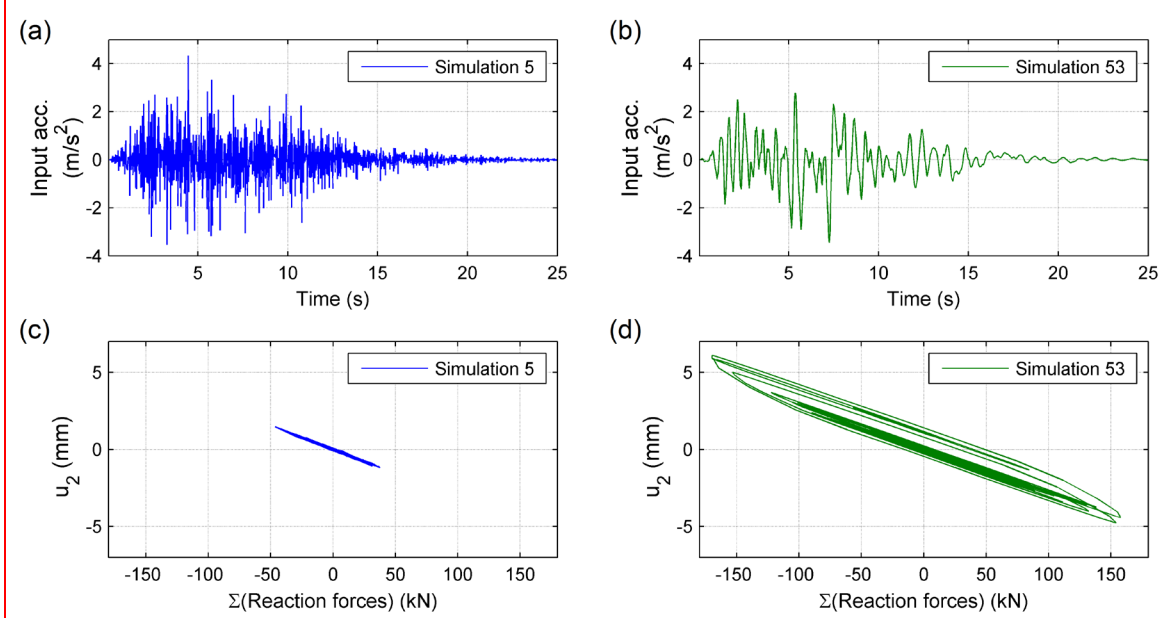 (a)
4
2
0
-2
-4
Input acc.
(m/s²)
Simulation 5
5
10
15
20
25
Time (s)
(b)
4
2
0
-2
-4
Input acc.
(m/s²)
Simulation 53
5
10
15
20
25
Time (s)
(c)
5
0
-5
u₂ (mm)
Simulation 5
-150
-100
-50
0
50
100
150
Σ(Reaction forces) (kN)
(d)
5
0
-5
u₂ (mm)
Simulation 53
-150
-100
-50
0
50
100
150
Σ(Reaction forces) (kN)